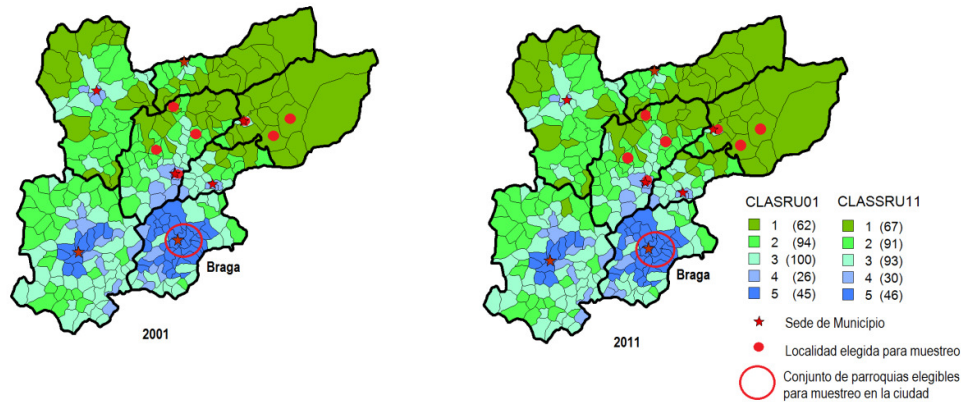 Braga
2001
Braga
2011
CLASRU01 CLASSRU11
1 (62) 1 (67)
2 (94) 2 (91)
3 (100) 3 (93)
4 (26) 4 (30)
5 (45) 5 (46)
Sede de Município
Localidad elegida para muestreo
Conjunto de parroquias elegibles
para muestreo en la ciudad